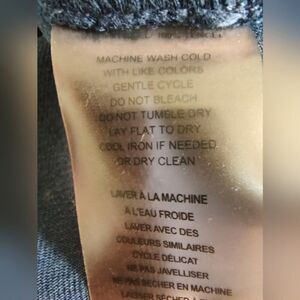 MACHINE WASH COLD
WITH LIKE COLORS
GENTLE CYCLE
DO NOT BLEACH
DO NOT TUMBLE DRY
LAY FLAT TO DRY
COOL IRON IF NEEDED
OR DRY CLEAN
LAVER À LA MACHINE
À L'EAU FROIDE
LAVER AVEC DES
COULEURS SIMILAIRES
CYCLE DÉLICAT
NE PAS JAVELLISER
NE PAS SÉCHER EN MACHINE
LAISSER SÉCHER À